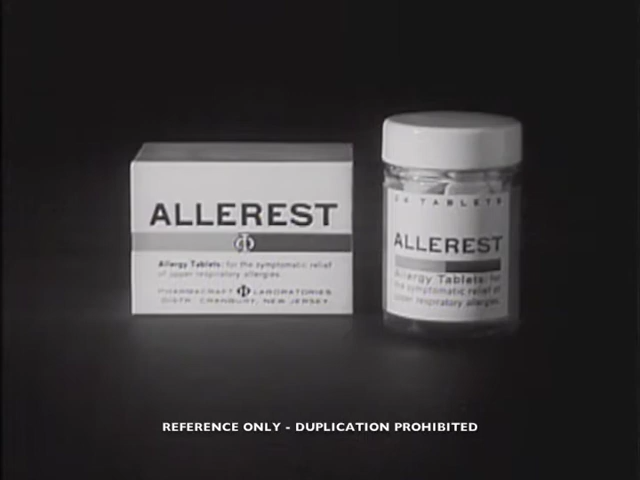 ALLEREST
Allergy Tablets: for the symptomatic relief
of upper respiratory allergies.
PHARMACRAFT LABORATORIES
DISTR. CRANBURY, NEW JERSEY
24 TABLETS
ALLEREST
Allergy Tablets: for
the symptomatic relief of
upper respiratory allergies.
REFERENCE ONLY - DUPLICATION PROHIBITED